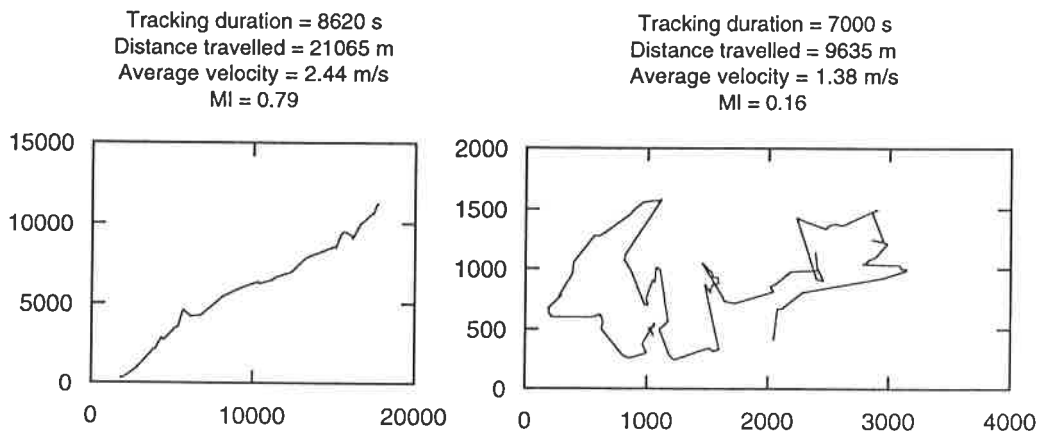 Tracking duration = 8620 s
Distance travelled = 21065 m
Average velocity = 2.44 m/s
MI = 0.79
15000
10000
5000
0
0 10000 20000
Tracking duration = 7000 s
Distance travelled = 9635 m
Average velocity = 1.38 m/s
MI = 0.16
2000
1500
1000
500
0
0 1000 2000 3000 4000